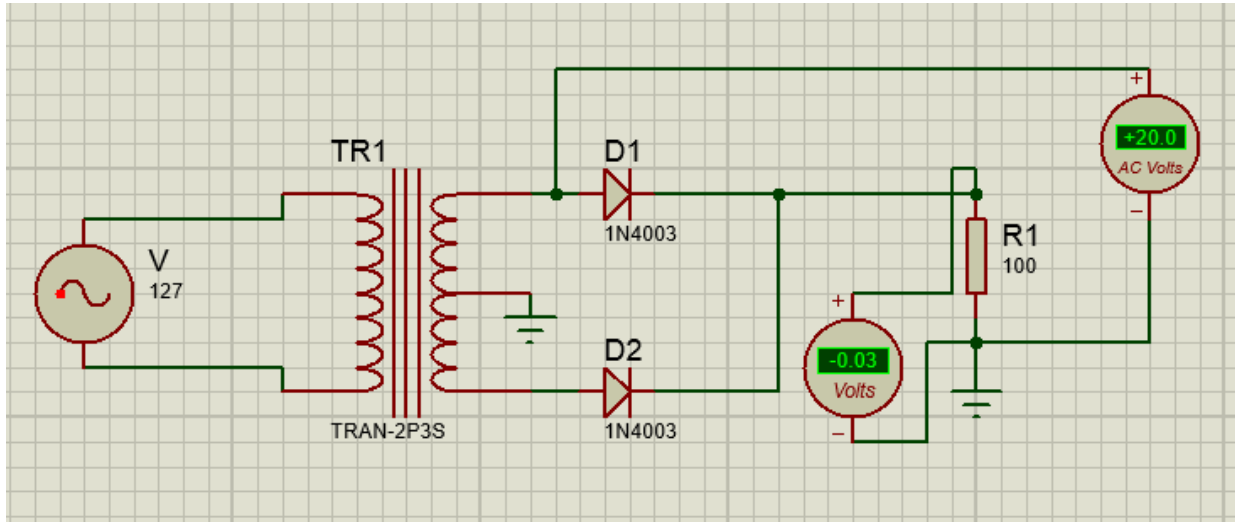 TR1
D1
+
+20.0
AC Volts
−
1N4003
V
127
R1
100
+
-0.03
Volts
−
D2
TRAN-2P3S
1N4003